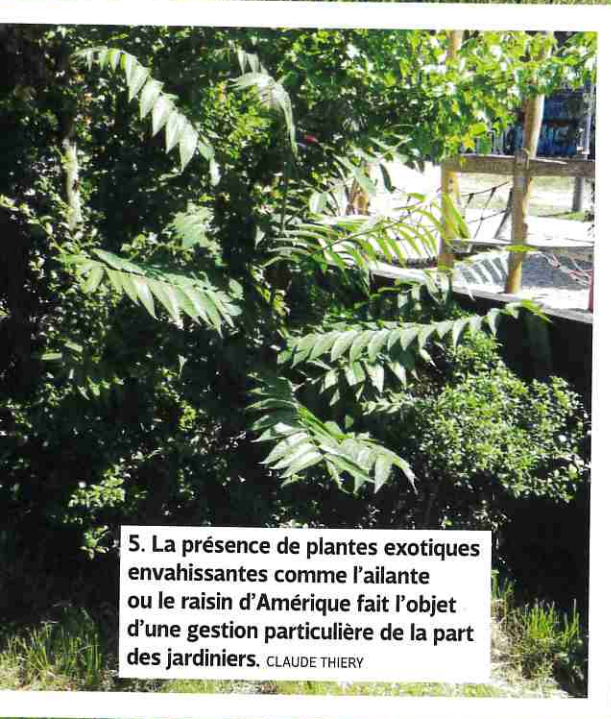 5. La présence de plantes exotiques
envahissantes comme l'ailante
ou le raisin d'Amérique fait l'objet
d'une gestion particulière de la part
des jardiniers. CLAUDE THIERY